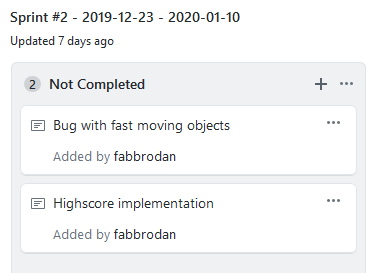 Sprint #2 - 2019-12-23 - 2020-01-10
Updated 7 days ago
2 Not Completed
Bug with fast moving objects
Added by fabbrodan
Highscore implementation
Added by fabbrodan